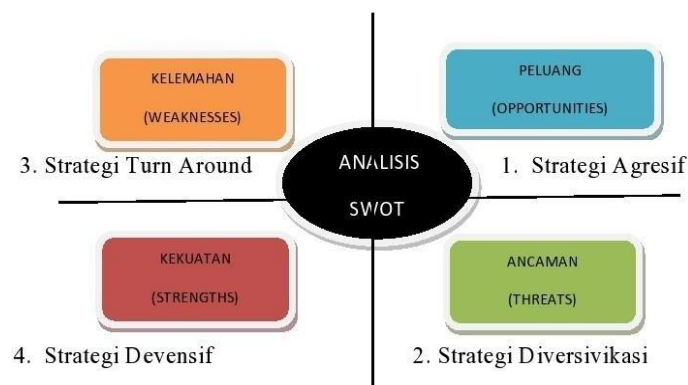 KELEMAHAN
(WEAKNESSES)
PELUANG
(OPPORTUNITIES)
3. Strategi Turn Around
ANALISIS
SWOT
1. Strategi Agresif
KEKUATAN
(STRENGTHS)
ANCAMAN
(THREATS)
4. Strategi Devensif
2. Strategi Diversivikasi